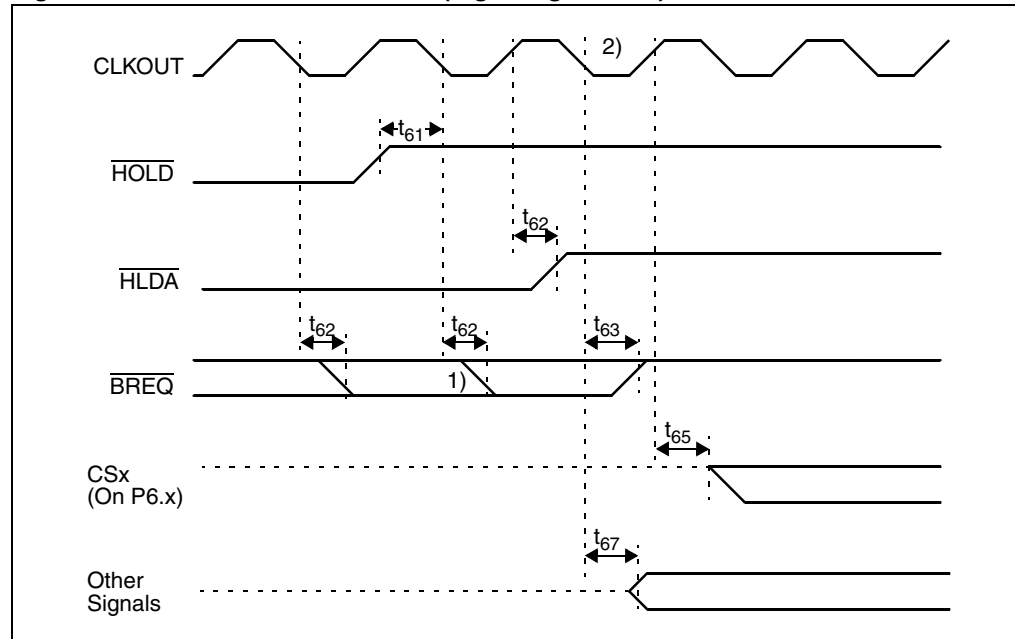 CLKOUT
2)
t61
HOLD
t62
HLDA
t62
t62
t63
BREQ
1)
t65
CSx
(On P6.x)
t67
Other
Signals